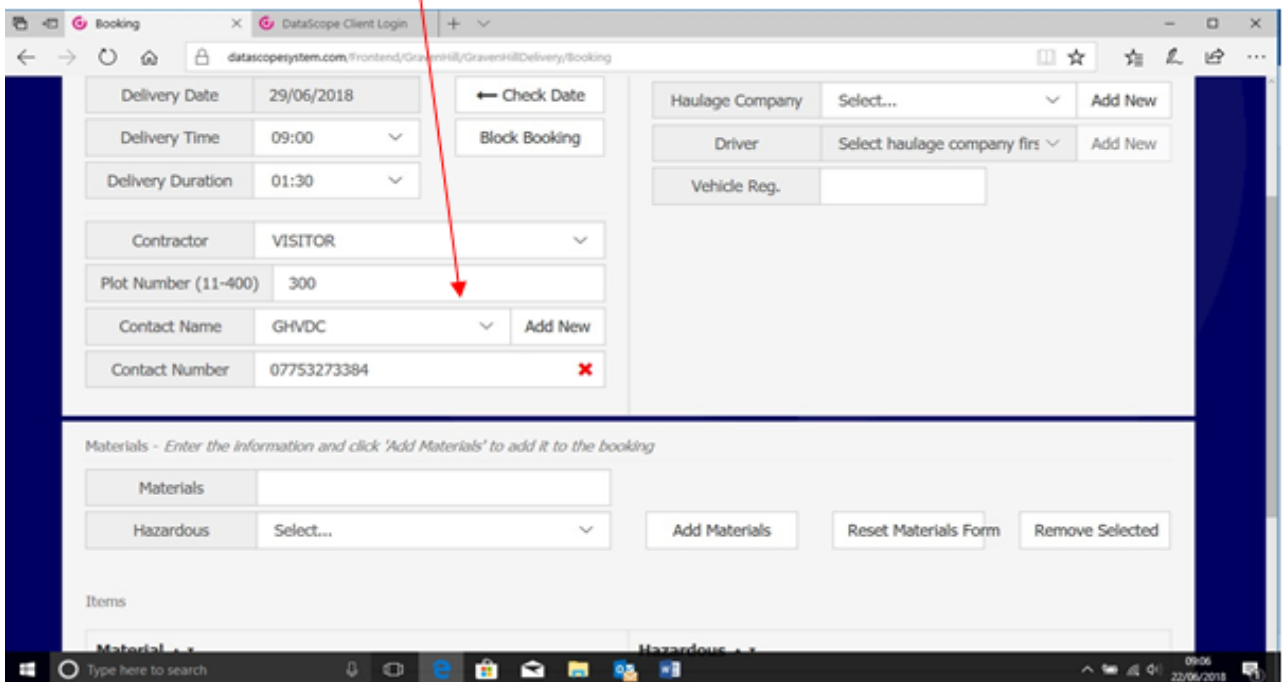 Booking
DataScope Client Login
datascopesystem.com/Frontend/GravenHill/GravenHillDelivery/Booking
Delivery Date 29/06/2018 Check Date
Delivery Time 09:00 Block Booking
Delivery Duration 01:30
Contractor VISITOR
Plot Number (11-400) 300
Contact Name GHVDC Add New
Contact Number 07753273384
Haulage Company Select... Add New
Driver Select haulage company firs Add New
Vehicle Reg.
Materials - Enter the information and click 'Add Materials' to add it to the booking
Materials
Hazardous Select... Add Materials Reset Materials Form Remove Selected
Items
Material Hazardous
Type here to search
09:06
22/06/2018